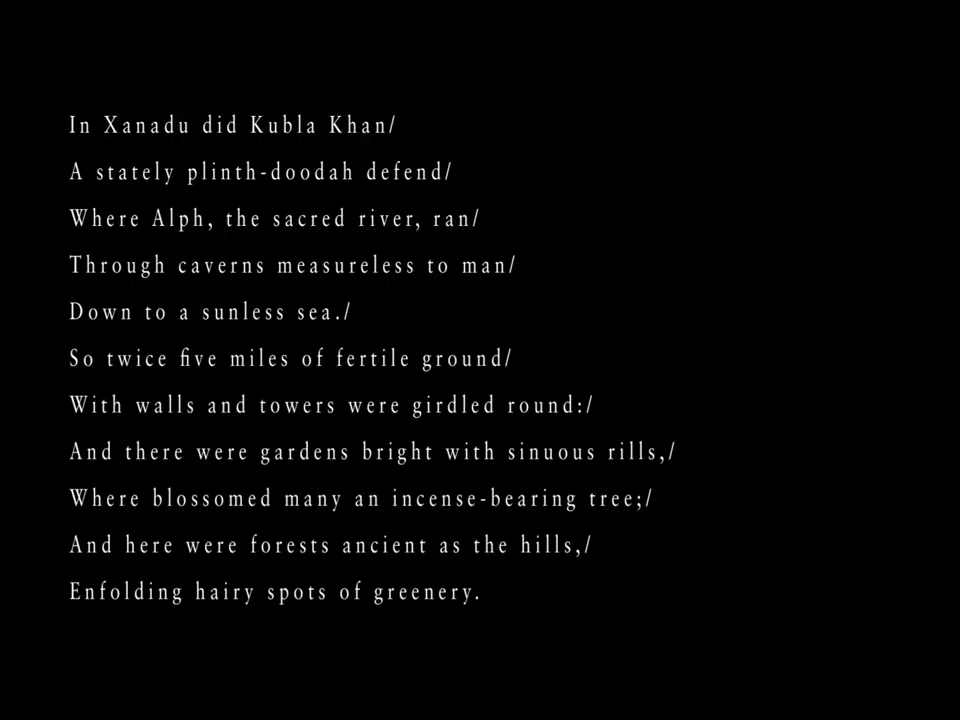 In Xanadu did Kubla Khan/
A stately plinth-doodah defend/
Where Alph, the sacred river, ran/
Through caverns measureless to man/
Down to a sunless sea./
So twice five miles of fertile ground/
With walls and towers were girdled round:/
And there were gardens bright with sinuous rills,/
Where blossomed many an incense-bearing tree;/
And here were forests ancient as the hills,/
Enfolding hairy spots of greenery.